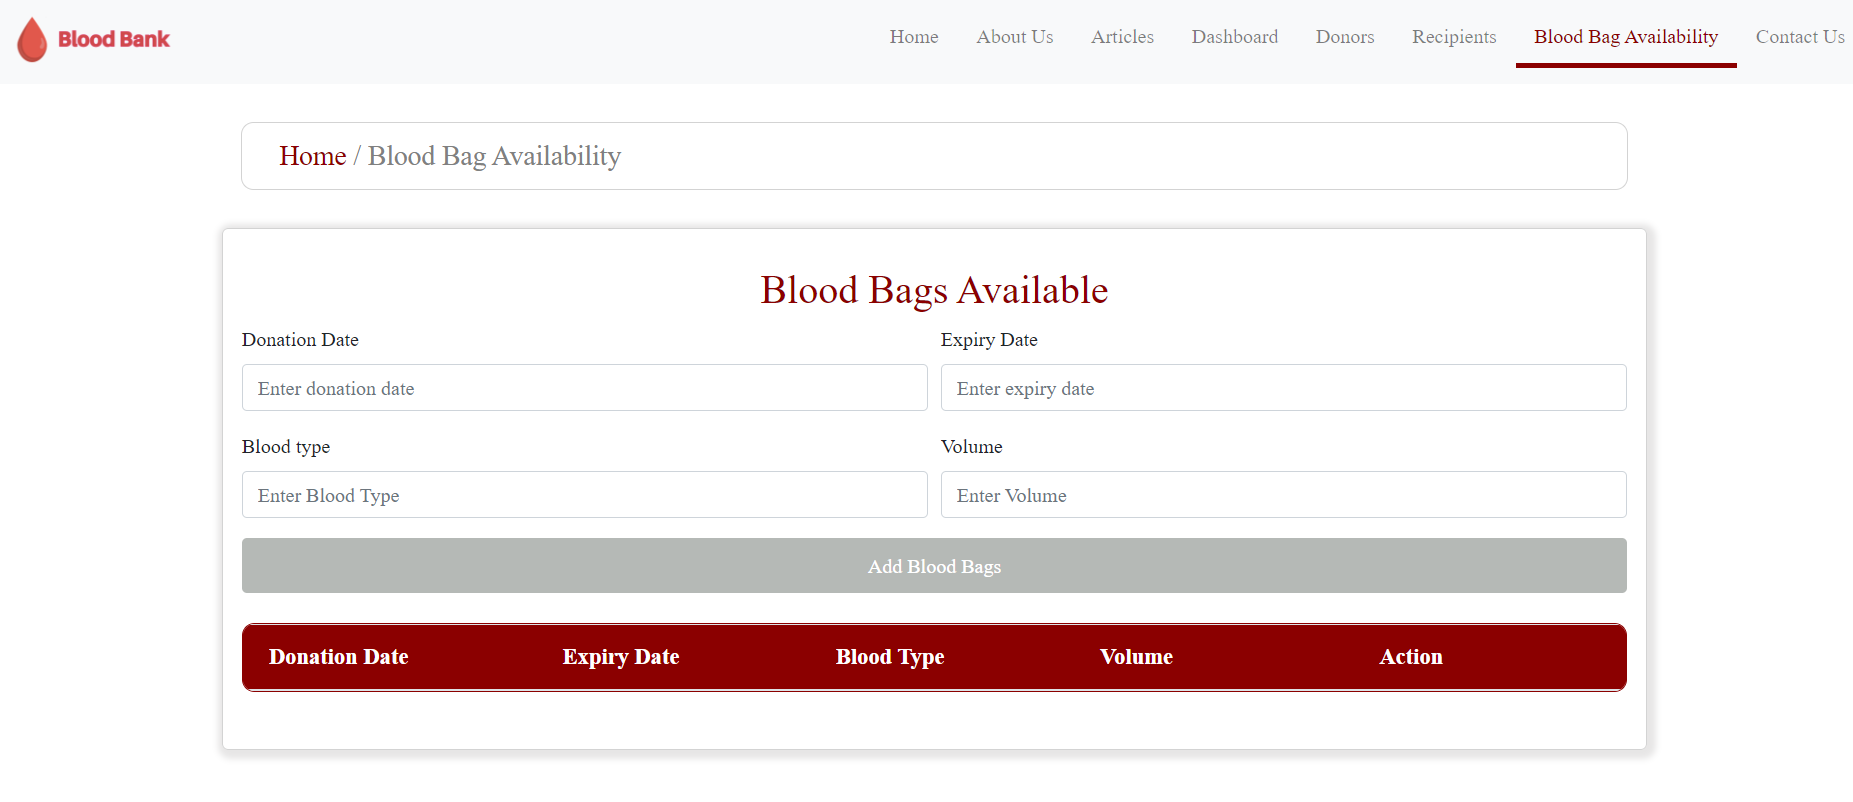 Blood Bank
Home About Us Articles Dashboard Donors Recipients Blood Bag Availability Contact Us
Home / Blood Bag Availability
Blood Bags Available
Donation Date Expiry Date
Enter donation date Enter expiry date
Blood type Volume
Enter Blood Type Enter Volume
Add Blood Bags
Donation Date Expiry Date Blood Type Volume Action